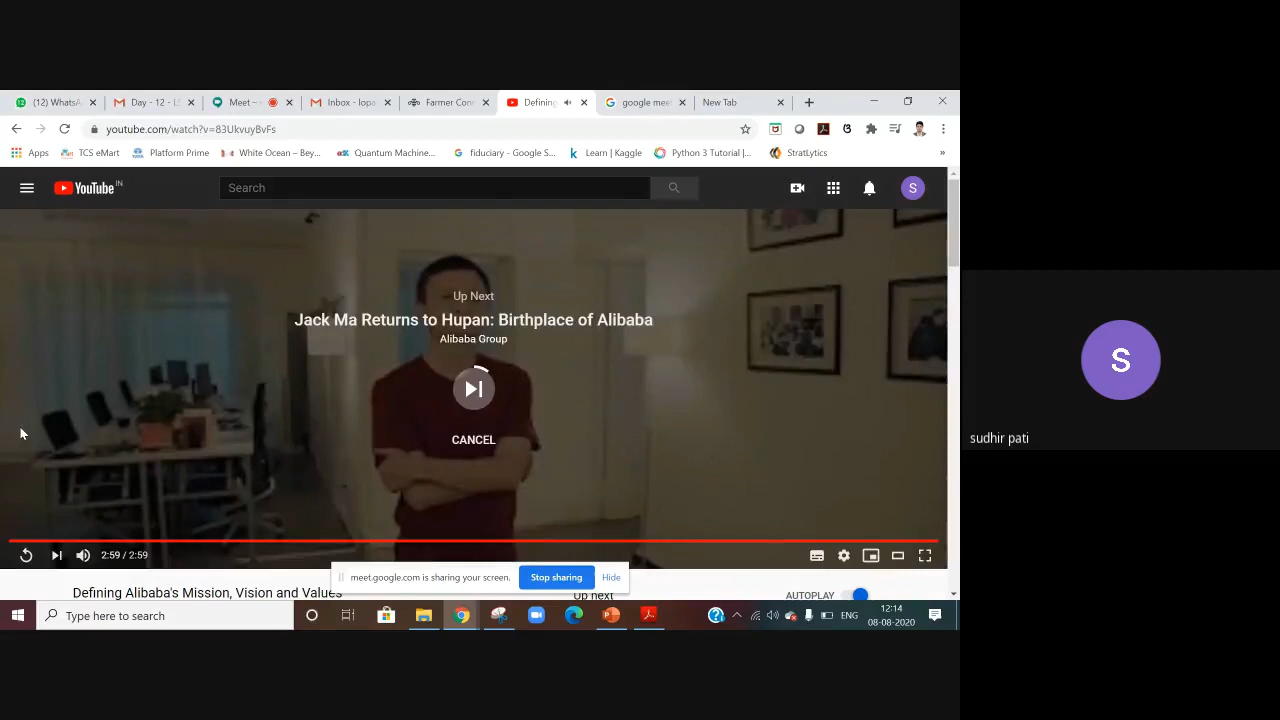 (12) WhatsA
Day - 12 - LS
Meet –
Inbox - lopa
Farmer Conn
Defining
google mee
New Tab
youtube.com/watch?v=83UkvuyBvFs
Apps
TCS eMart
Platform Prime
White Ocean – Bey...
Quantum Machine...
fiduciary - Google S...
Learn | Kaggle
Python 3 Tutorial |...
StratLytics
»
YouTube IN
Search
S
Up Next
Jack Ma Returns to Hupan: Birthplace of Alibaba
Alibaba Group
CANCEL
S
sudhir pati
2:59 / 2:59
meet.google.com is sharing your screen.
Stop sharing
Hide
Defining Alibaba's Mission, Vision and Values
Up next
AUTOPLAY
Type here to search
ENG
12:14
08-08-2020